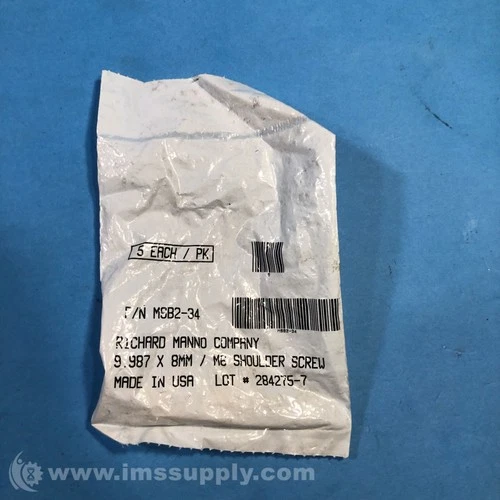 5 EACH / PK
P/N MSB2-34
RICHARD MANNO COMPANY
9.987 X 8MM / M6 SHOULDER SCREW
MADE IN USA LOT # 284275-7
www.imssupply.com